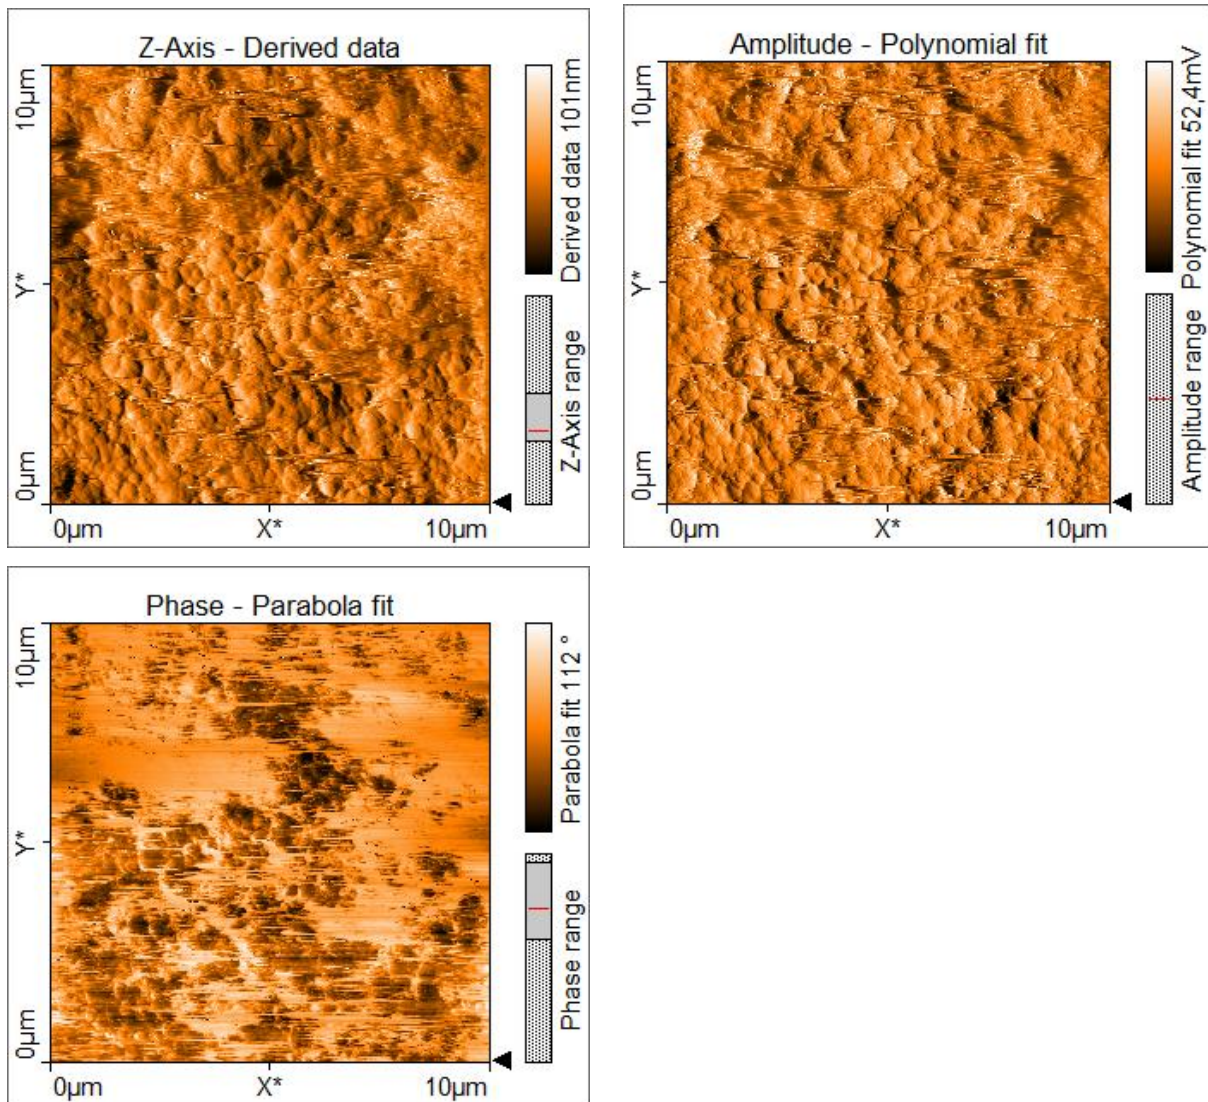 Z-Axis - Derived data
10µm
Y*
0µm
0µm X* 10µm
Derived data 101nm
Z-Axis range
Amplitude - Polynomial fit
10µm
Y*
0µm
0µm X* 10µm
Polynomial fit 52,4mV
Amplitude range
Phase - Parabola fit
10µm
Y*
0µm
0µm X* 10µm
Parabola fit 112 °
Phase range